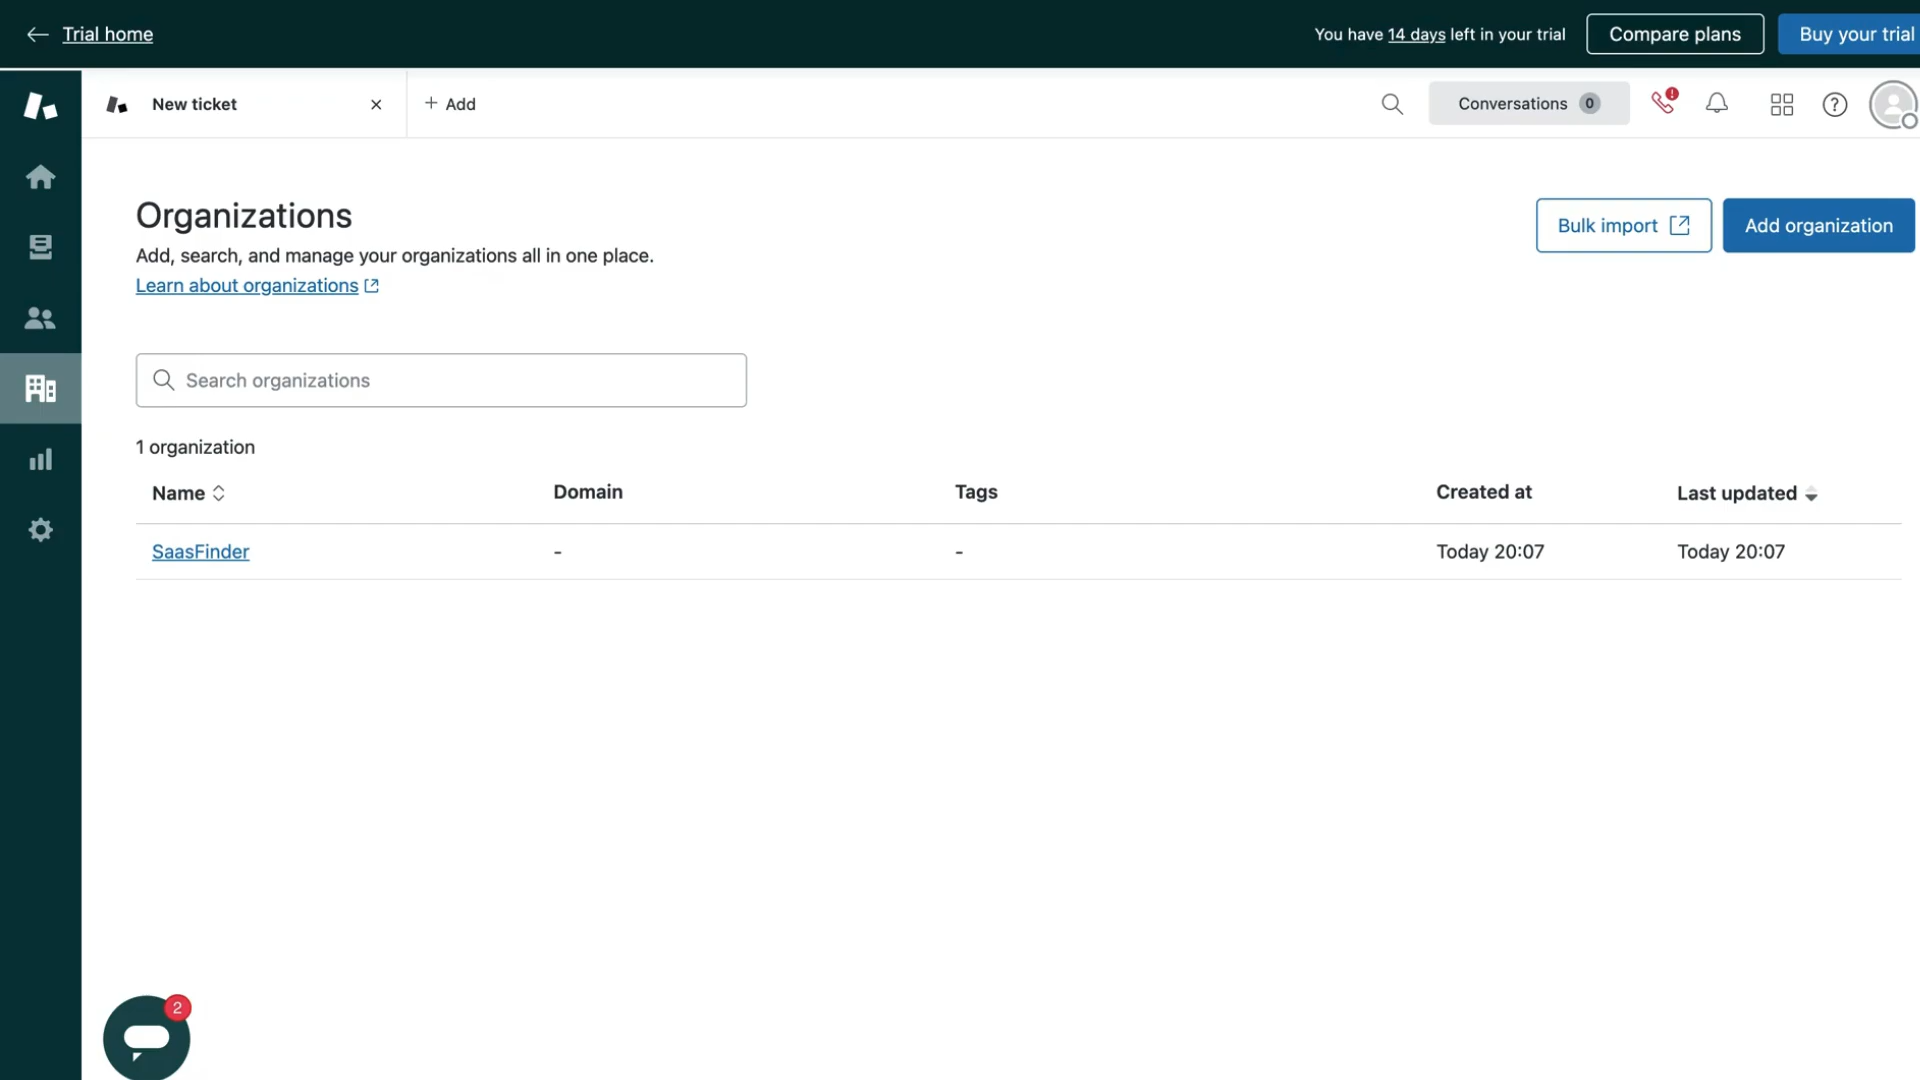 Trial home
You have 14 days left in your trial
Compare plans
Buy your trial
New ticket
+ Add
Conversations 0
Organizations
Bulk import
Add organization
Add, search, and manage your organizations all in one place.
Learn about organizations
Search organizations
1 organization
Name Domain Tags Created at Last updated
SaasFinder - - Today 20:07 Today 20:07
2